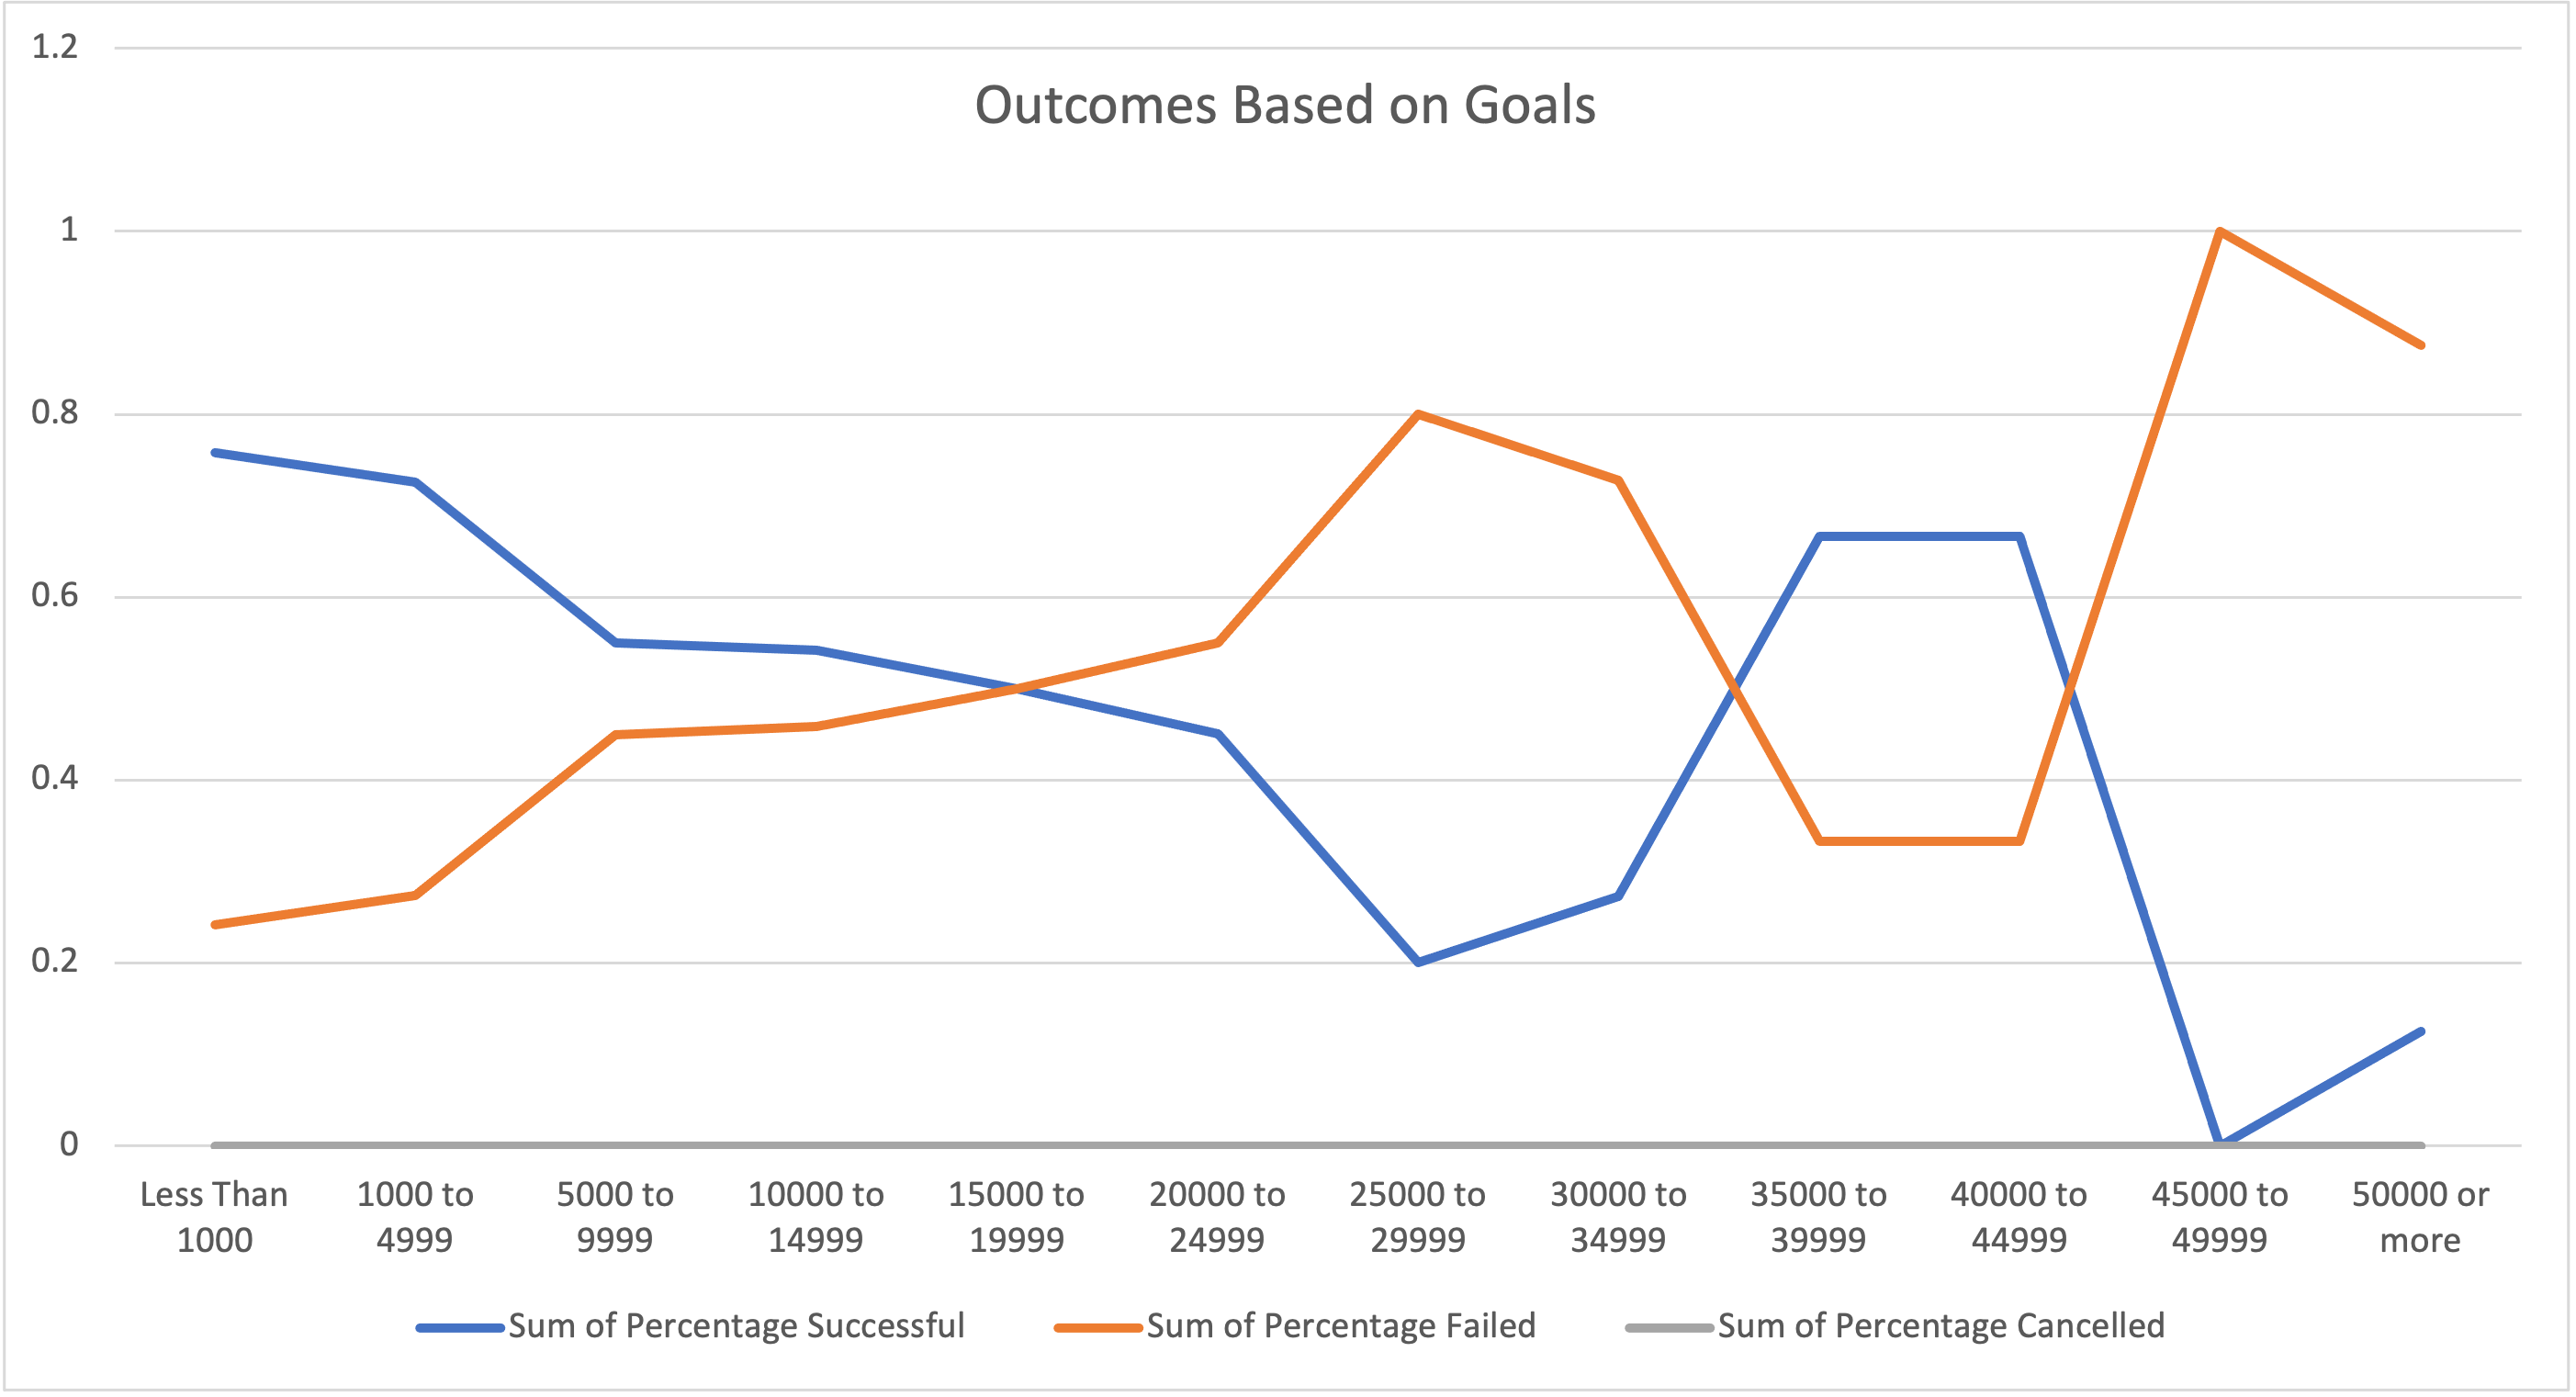 Outcomes Based on Goals
1.2
1
0.8
0.6
0.4
0.2
0
Less Than
1000
1000 to
4999
5000 to
9999
10000 to
14999
15000 to
19999
20000 to
24999
25000 to
29999
30000 to
34999
35000 to
39999
40000 to
44999
45000 to
49999
50000 or
more
Sum of Percentage Successful
Sum of Percentage Failed
Sum of Percentage Cancelled